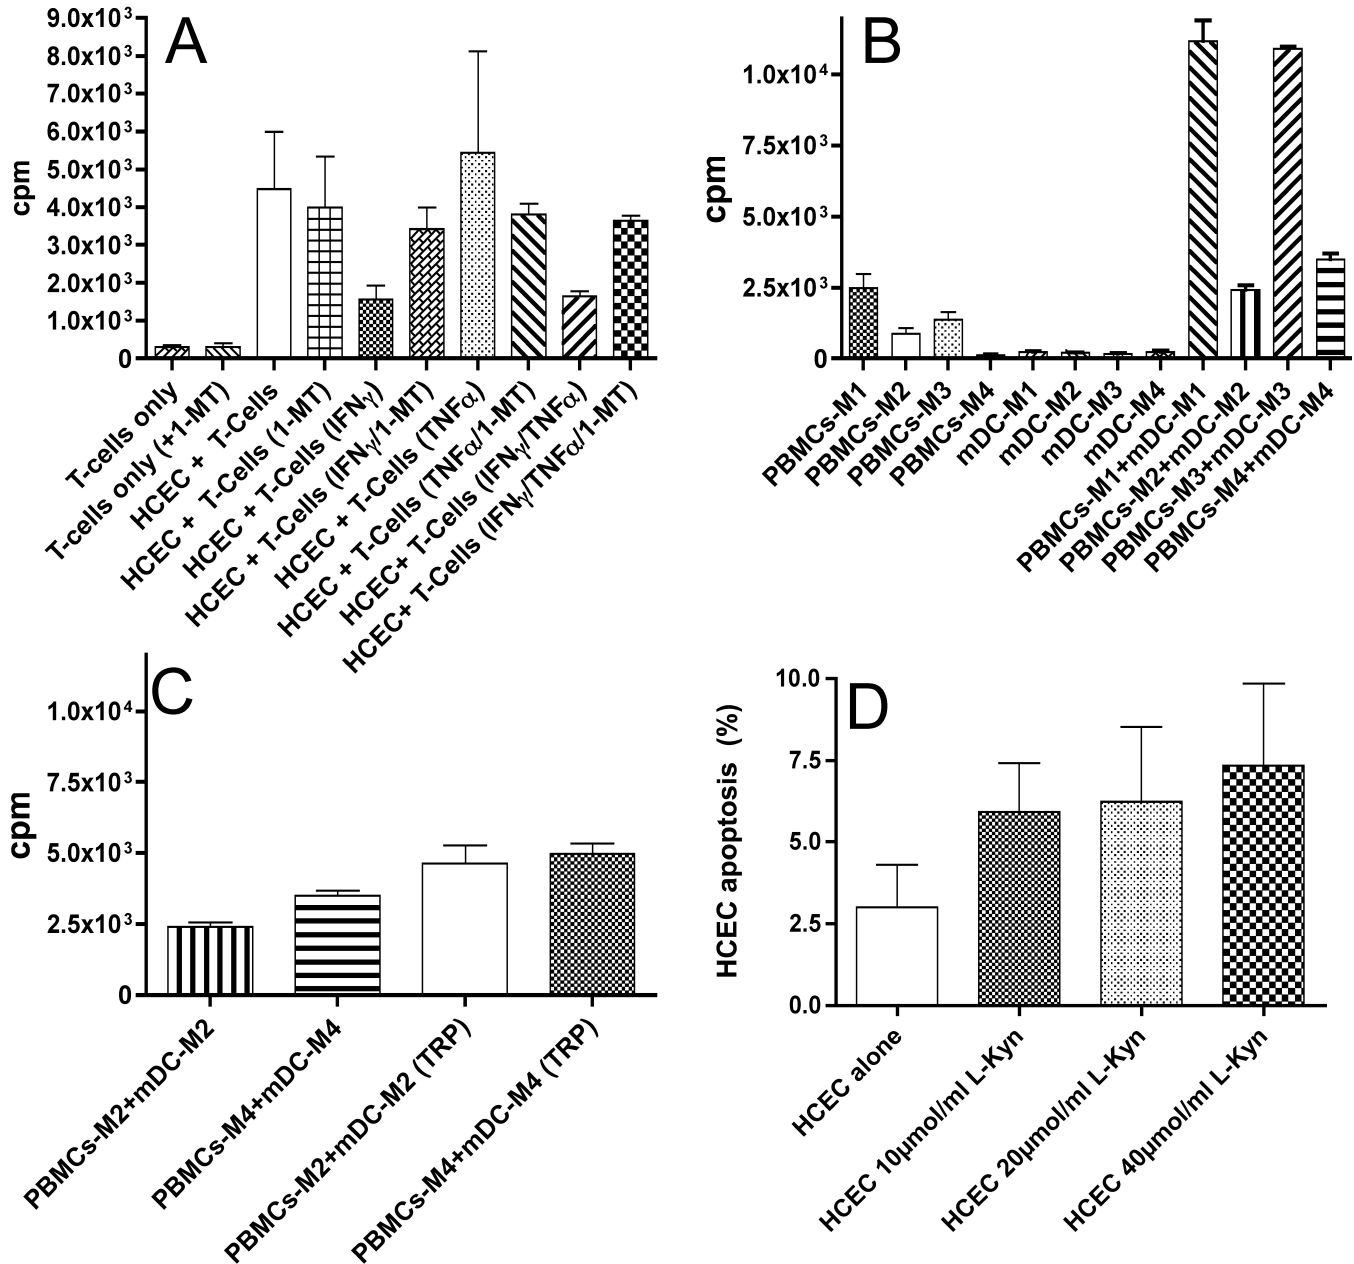 A
9.0x10³
8.0x10³
7.0x10³
6.0x10³
5.0x10³
4.0x10³
3.0x10³
2.0x10³
1.0x10³
0
cpm
T-cells only
T-cells only (+1-MT)
HCEC + T-Cells
HCEC + T-Cells (1-MT)
HCEC + T-Cells (IFNγ)
HCEC + T-Cells (IFNγ/1-MT)
HCEC + T-Cells (TNFα)
HCEC + T-Cells (TNFα/1-MT)
HCEC+ T-Cells (IFNγ/TNFα)
HCEC+ T-Cells (IFNγ/TNFα/1-MT)
B
1.0x10⁴
7.5x10³
5.0x10³
2.5x10³
0
cpm
PBMCs-M1
PBMCs-M2
PBMCs-M3
PBMCs-M4
mDC-M1
mDC-M2
mDC-M3
mDC-M4
PBMCs-M1+mDC-M1
PBMCs-M2+mDC-M2
PBMCs-M3+mDC-M3
PBMCs-M4+mDC-M4
C
1.0x10⁴
7.5x10³
5.0x10³
2.5x10³
0
cpm
PBMCs-M2+mDC-M2
PBMCs-M4+mDC-M4
PBMCs-M2+mDC-M2 (TRP)
PBMCs-M4+mDC-M4 (TRP)
D
10.0
7.5
5.0
2.5
0.0
HCEC apoptosis (%)
HCEC alone
HCEC 10µmol/ml L-Kyn
HCEC 20µmol/ml L-Kyn
HCEC 40µmol/ml L-Kyn